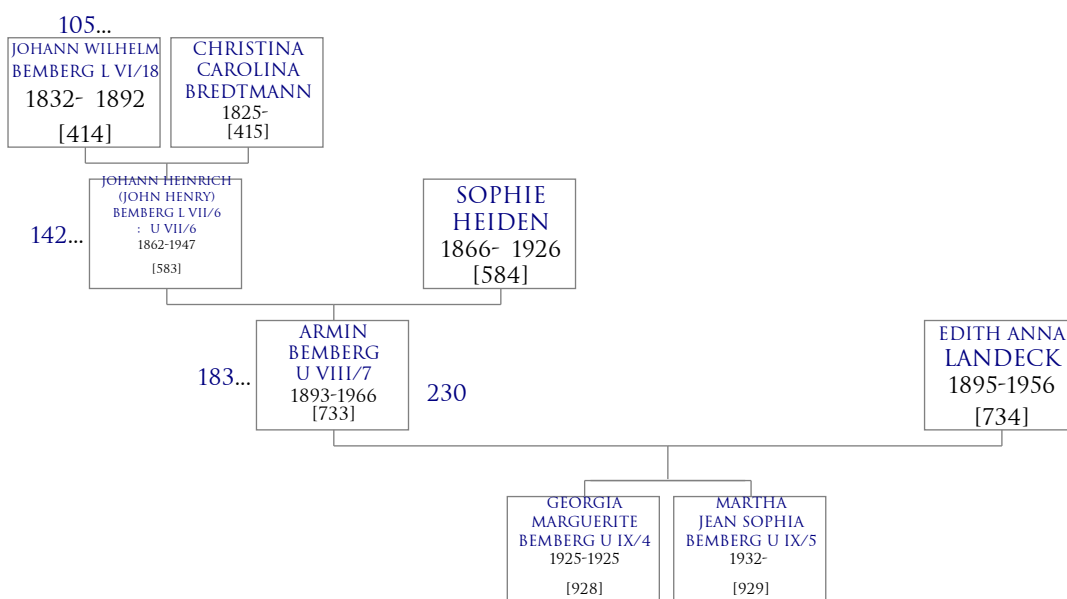 105...
JOHANN WILHELM
BEMBERG L VI/18
1832- 1892
[414]
CHRISTINA
CAROLINA
BREDTMANN
1825-
[415]
142...
JOHANN HEINRICH
(JOHN HENRY)
BEMBERG L VII/6
: U VII/6
1862-1947
[583]
SOPHIE
HEIDEN
1866- 1926
[584]
183...
ARMIN
BEMBERG
U VIII/7
1893-1966
[733]
230
EDITH ANNA
LANDECK
1895-1956
[734]
GEORGIA
MARGUERITE
BEMBERG U IX/4
1925-1925
[928]
MARTHA
JEAN SOPHIA
BEMBERG U IX/5
1932-
[929]